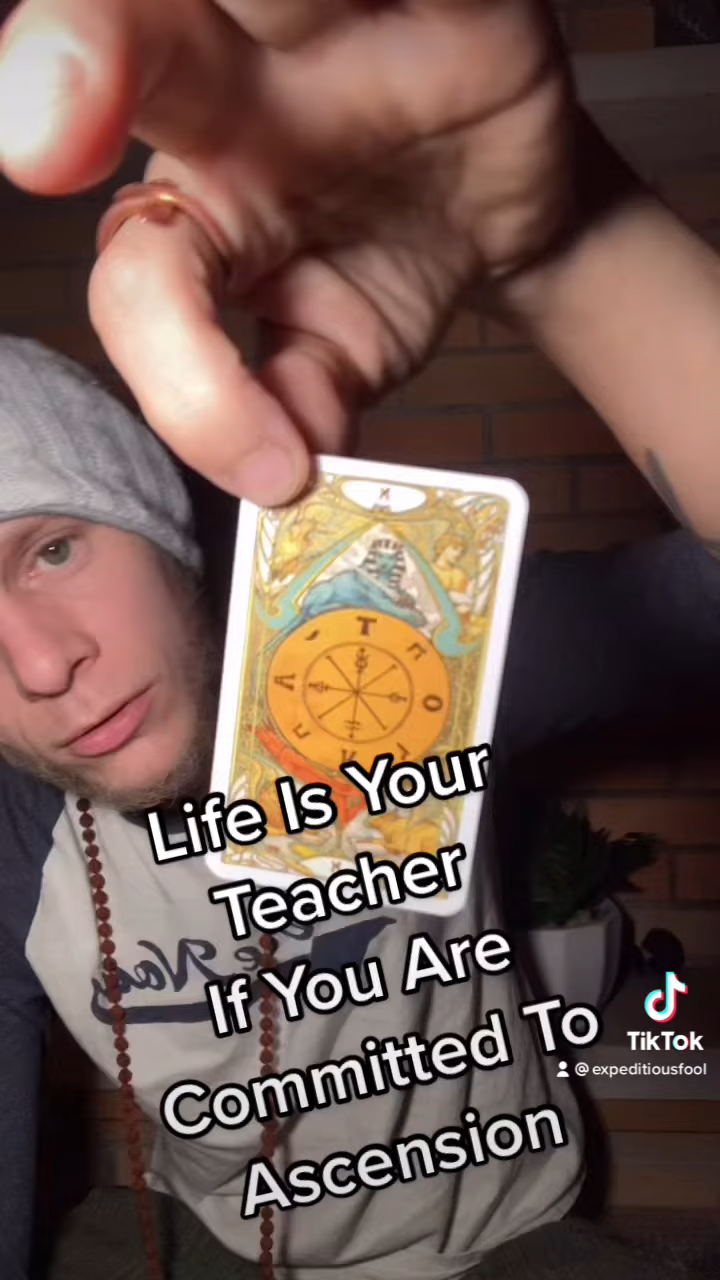 X
T
A O
Life Is Your
Teacher
If You Are
Committed To
Ascension
TikTok
@expeditiousfool